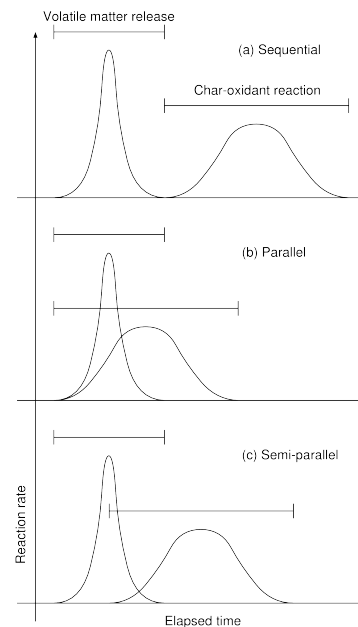 Volatile matter release
(a) Sequential
Char-oxidant reaction
(b) Parallel
(c) Semi-parallel
Reaction rate
Elapsed time